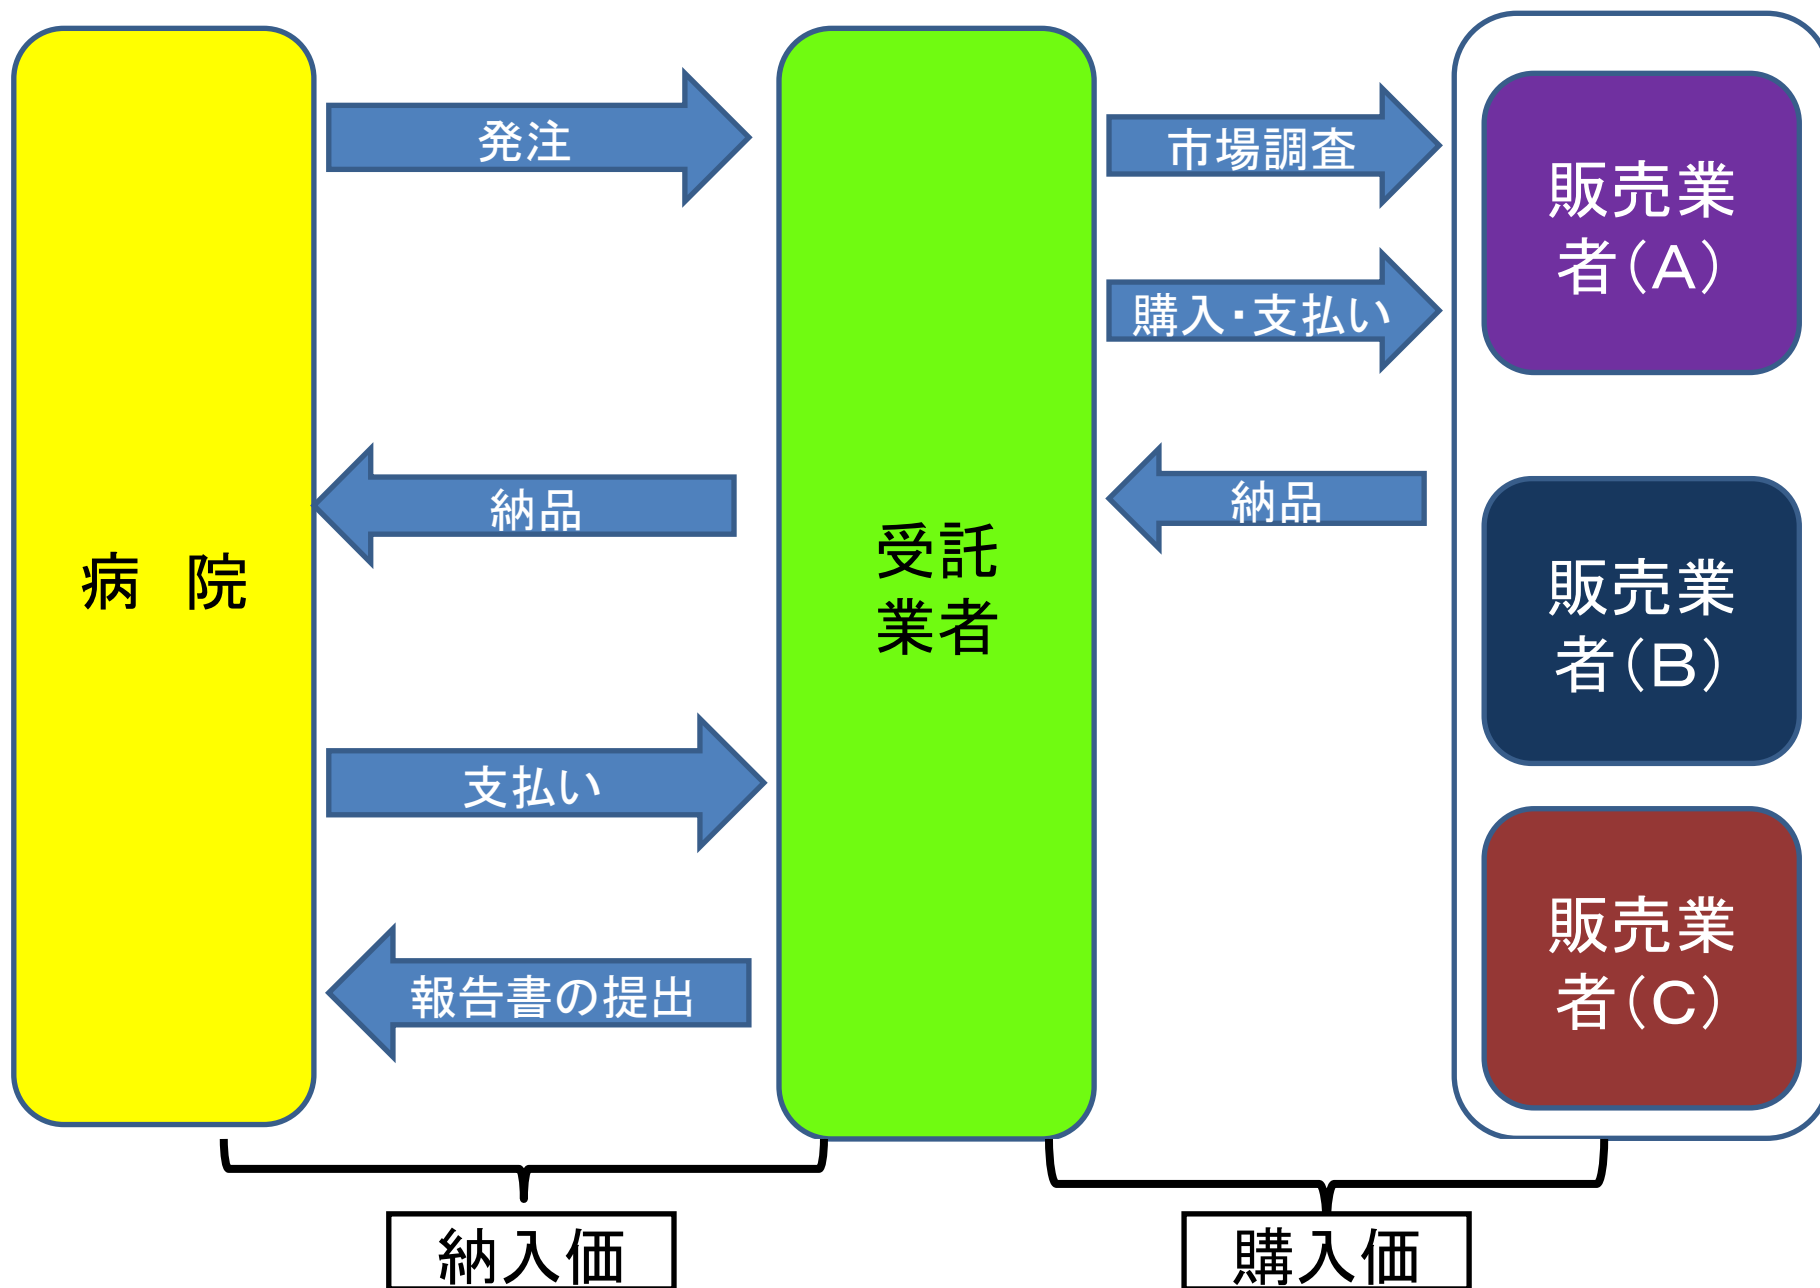 発注
市場調査
販売業
者（A）
購入・支払い
納品
納品
病　院
受託
業者
販売業
者（B）
支払い
販売業
者（C）
報告書の提出
納入価
購入価